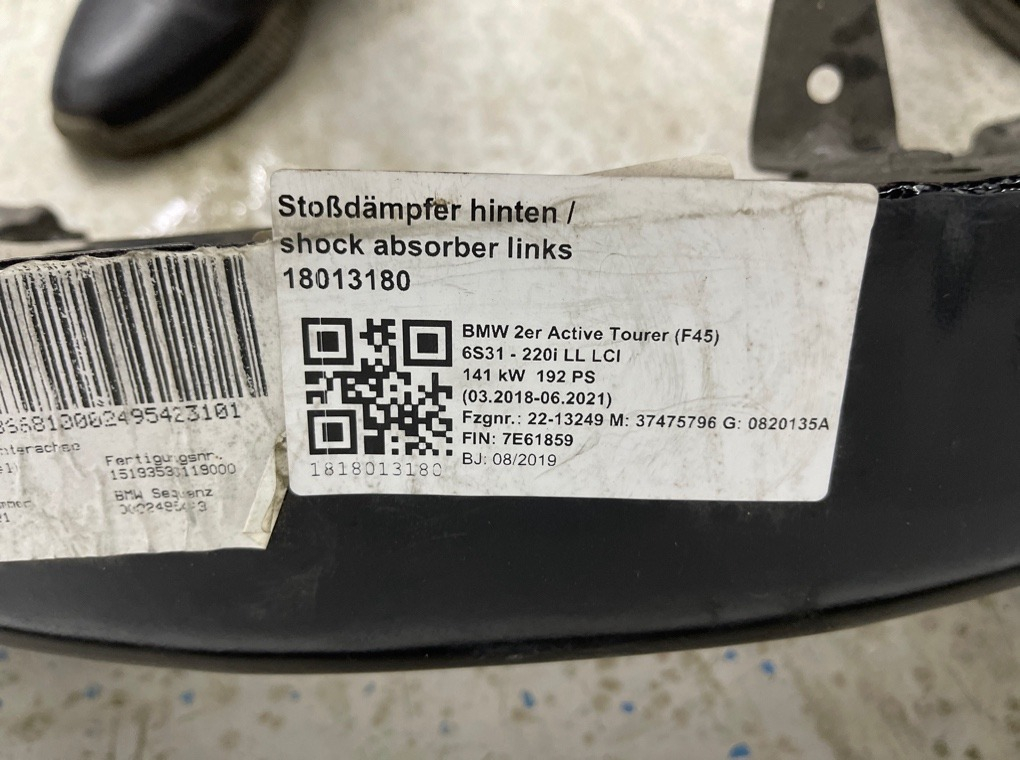 Stoßdämpfer hinten /
shock absorber links
18013180
BMW 2er Active Tourer (F45)
6S31 - 220i LL LCI
141 kW 192 PS
(03.2018-06.2021)
Fzgnr.: 22-13249 M: 37475796 G: 0820135A
FIN: 7E61859
BJ: 08/2019
1818013180
Fertigungsnr.
BMW Sequenz